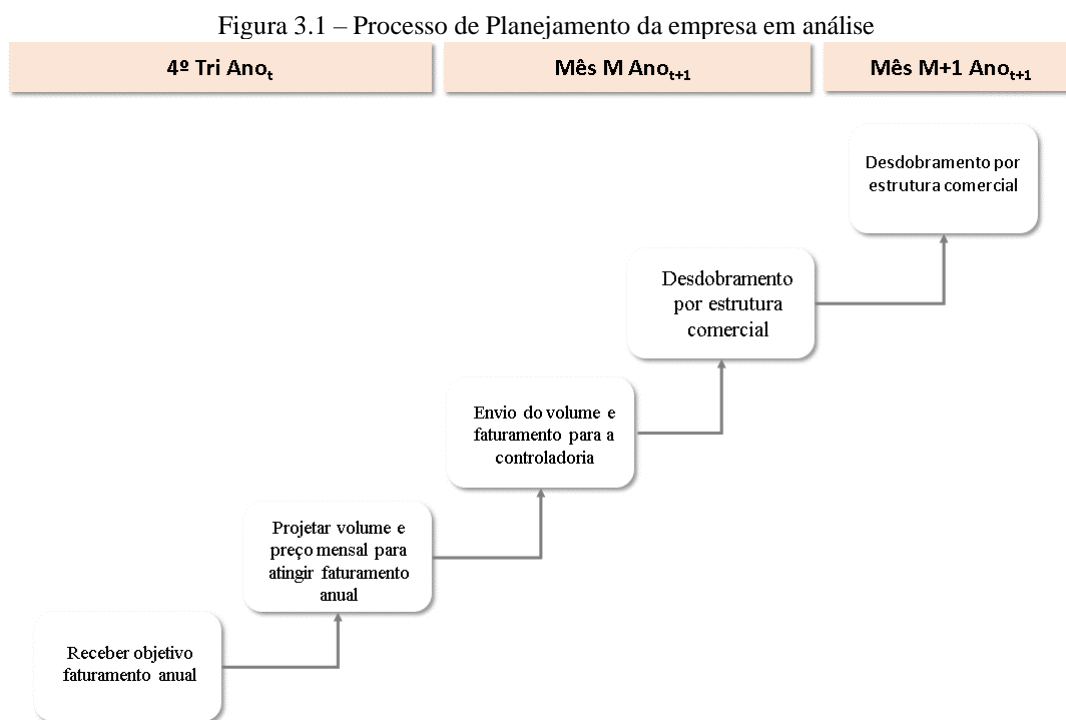 Figura 3.1 – Processo de Planejamento da empresa em análise
4º Tri Anoₜ
Mês M Anoₜ₊₁
Mês M+1 Anoₜ₊₁
Desdobramento por
estrutura comercial
Desdobramento
por estrutura
comercial
Envio do volume e
faturamento para a
controladoria
Projetar volume e
preço mensal para
atingir faturamento
anual
Receber objetivo
faturamento anual